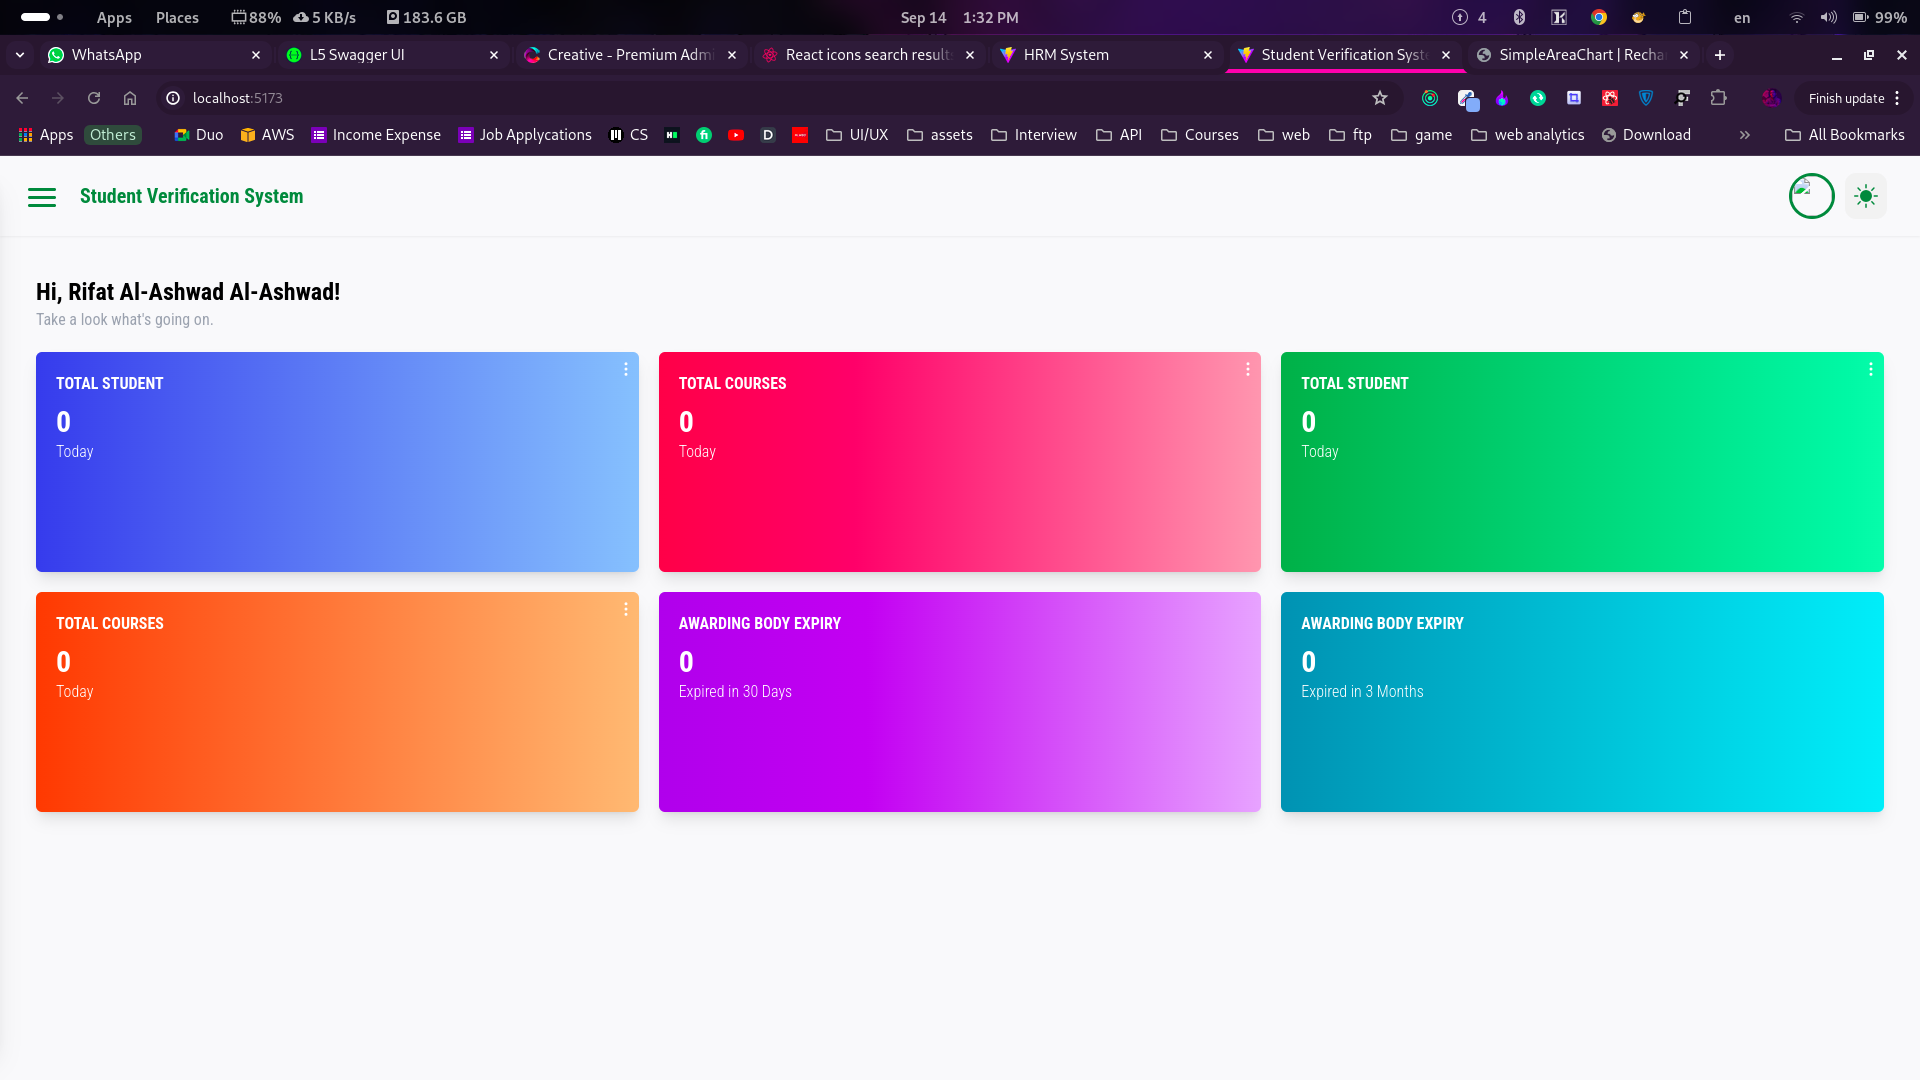 Apps Places 88% 5 KB/s 183.6 GB Sep 14 1:32 PM 4 en 99%
WhatsApp L5 Swagger UI Creative - Premium Admi React icons search results HRM System Student Verification Syste SimpleAreaChart | Recha
localhost:5173 Finish update
Apps Others Duo AWS Income Expense Job Applycations CS UI/UX assets Interview API Courses web ftp game web analytics Download All Bookmarks
Student Verification System
Hi, Rifat Al-Ashwad Al-Ashwad!
Take a look what's going on.
TOTAL STUDENT
0
Today
TOTAL COURSES
0
Today
TOTAL STUDENT
0
Today
TOTAL COURSES
0
Today
AWARDING BODY EXPIRY
0
Expired in 30 Days
AWARDING BODY EXPIRY
0
Expired in 3 Months